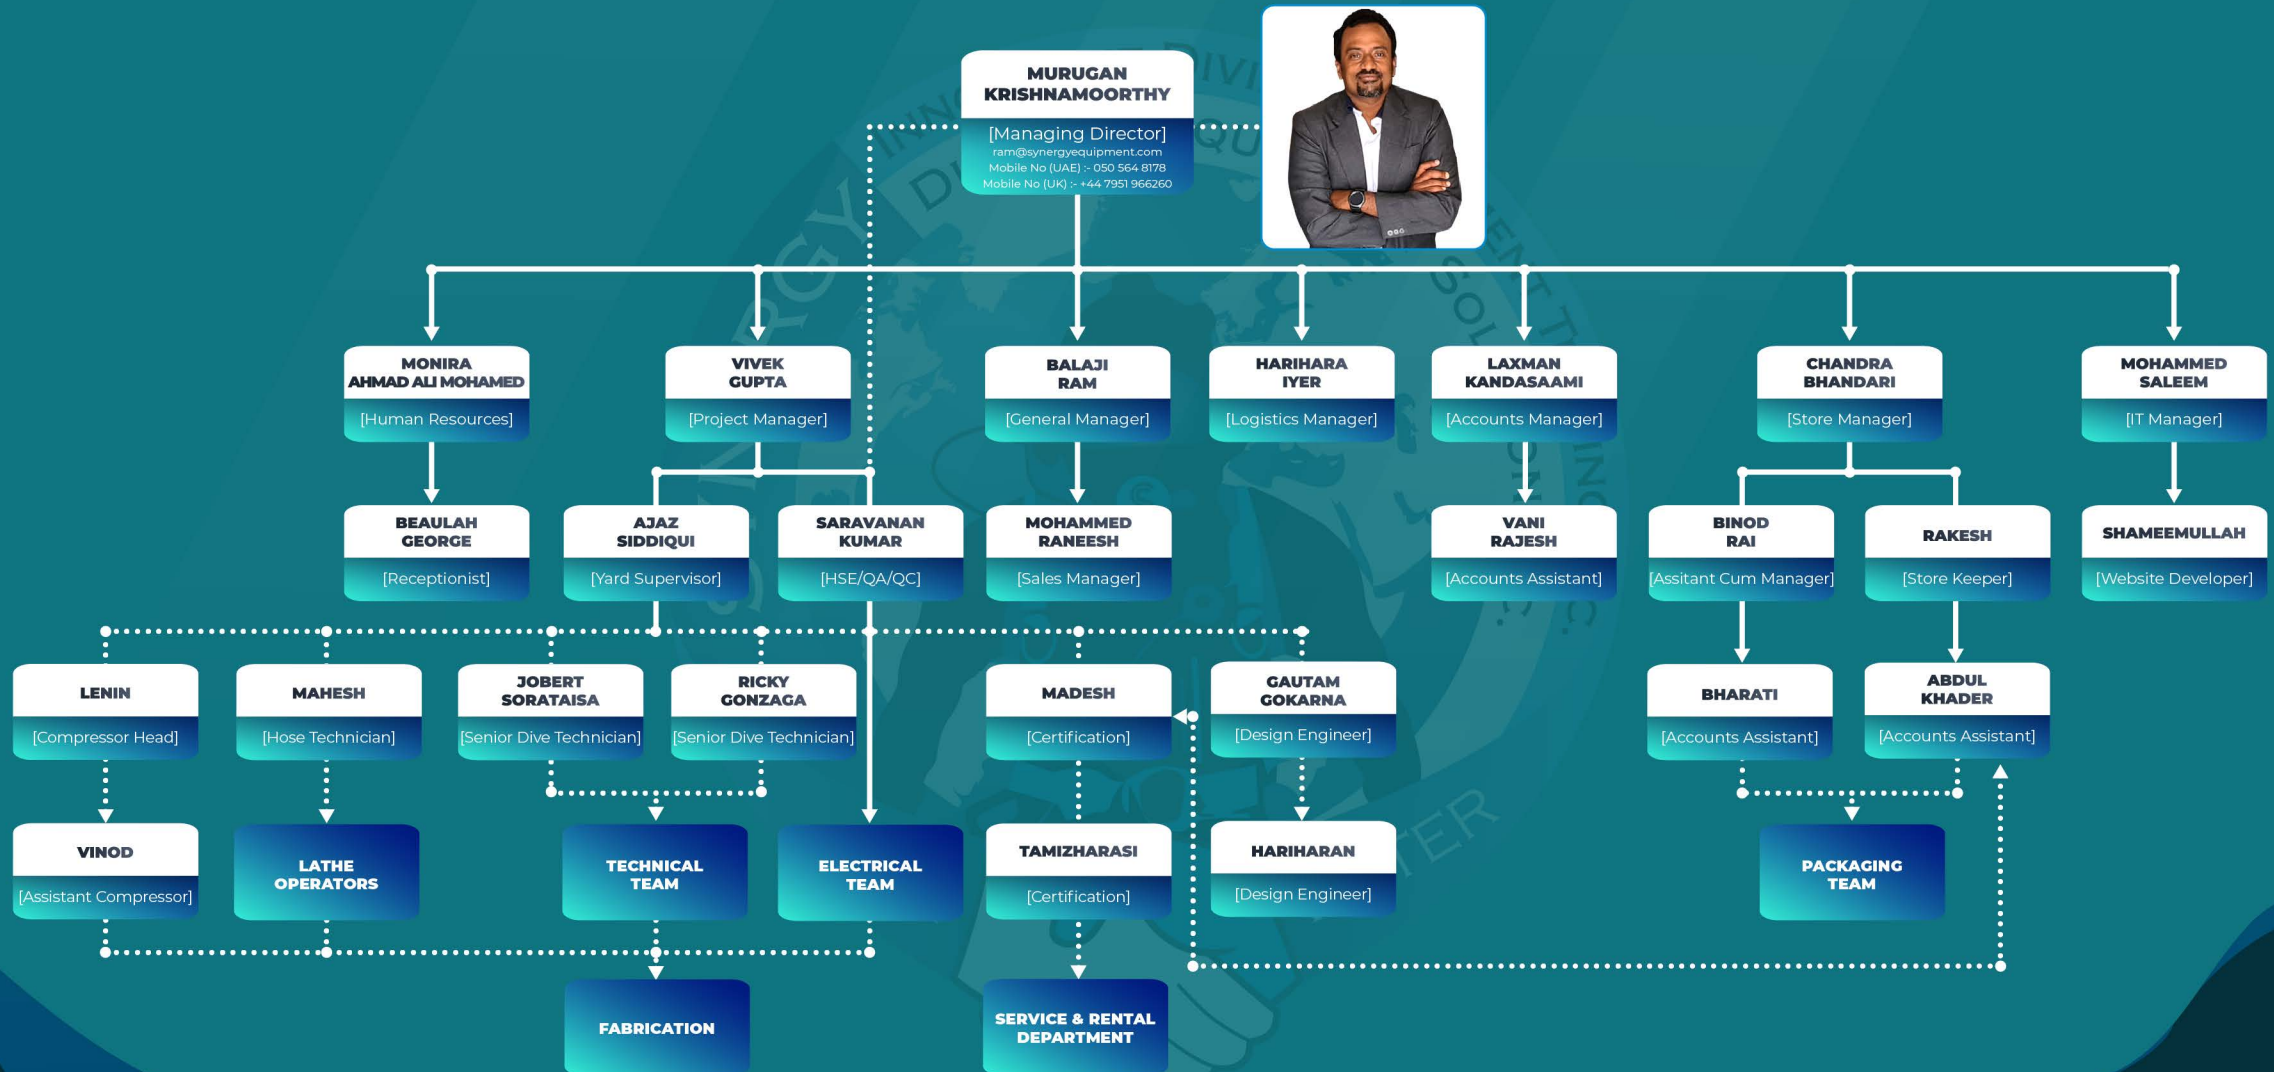 MURUGAN
KRISHNAMOORTHY
[Managing Director]
ram@synergyequipment.com
Mobile No (UAE) :- 050 564 8178
Mobile No (UK) :- +44 7951 966260
MONIRA
AHMAD ALI MOHAMED
[Human Resources]
VIVEK
GUPTA
[Project Manager]
BALAJI
RAM
[General Manager]
HARIHARA
IYER
[Logistics Manager]
LAXMAN
KANDASAAMI
[Accounts Manager]
CHANDRA
BHANDARI
[Store Manager]
MOHAMMED
SALEEM
[IT Manager]
BEAULAH
GEORGE
[Receptionist]
AJAZ
SIDDIQUI
[Yard Supervisor]
SARAVANAN
KUMAR
[HSE/QA/QC]
MOHAMMED
RANEESH
[Sales Manager]
VANI
RAJESH
[Accounts Assistant]
BINOD
RAI
[Assitant Cum Manager]
RAKESH
[Store Keeper]
SHAMEEMULLAH
[Website Developer]
LENIN
[Compressor Head]
MAHESH
[Hose Technician]
JOBERT
SORATAISA
[Senior Dive Technician]
RICKY
GONZAGA
[Senior Dive Technician]
MADESH
[Certification]
GAUTAM
GOKARNA
[Design Engineer]
BHARATI
[Accounts Assistant]
ABDUL
KHADER
[Accounts Assistant]
VINOD
[Assistant Compressor]
LATHE
OPERATORS
TECHNICAL
TEAM
ELECTRICAL
TEAM
TAMIZHARASI
[Certification]
HARIHARAN
[Design Engineer]
PACKAGING
TEAM
FABRICATION
SERVICE & RENTAL
DEPARTMENT
SYNERGY